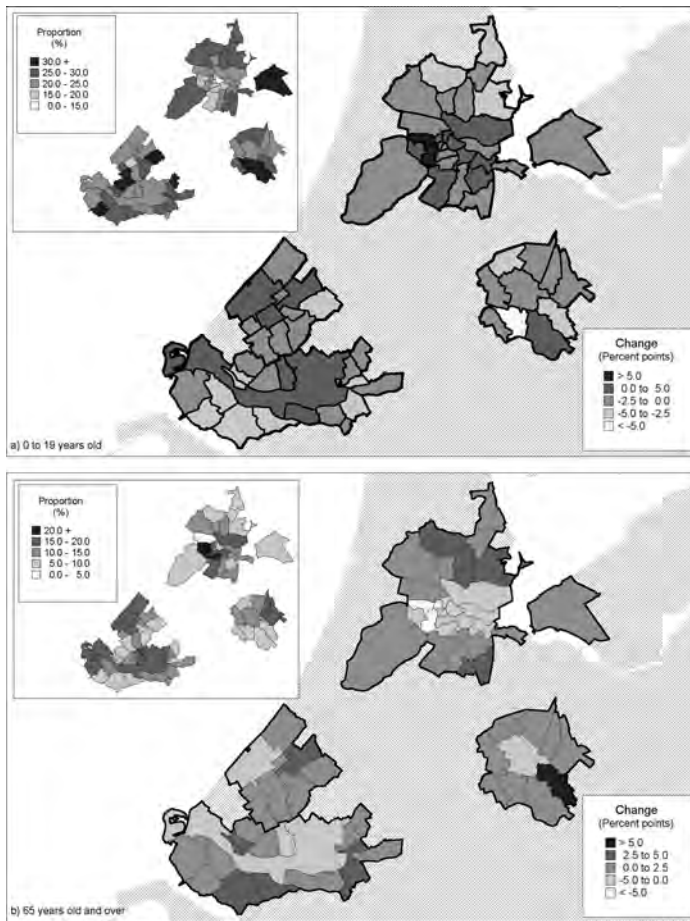 Proportion
(%)
30.0 +
25.0 - 30.0
20.0 - 25.0
15.0 - 20.0
0.0 - 15.0
Change
(Percent points)
> 5.0
0.0 to 5.0
-2.5 to 0.0
-5.0 to -2.5
< -5.0
a) 0 to 19 years old
Proportion
(%)
20.0 +
15.0 - 20.0
10.0 - 15.0
5.0 - 10.0
0.0 - 5.0
Change
(Percent points)
> 5.0
2.5 to 5.0
0.0 to 2.5
-5.0 to 0.0
< -5.0
b) 65 years old and over